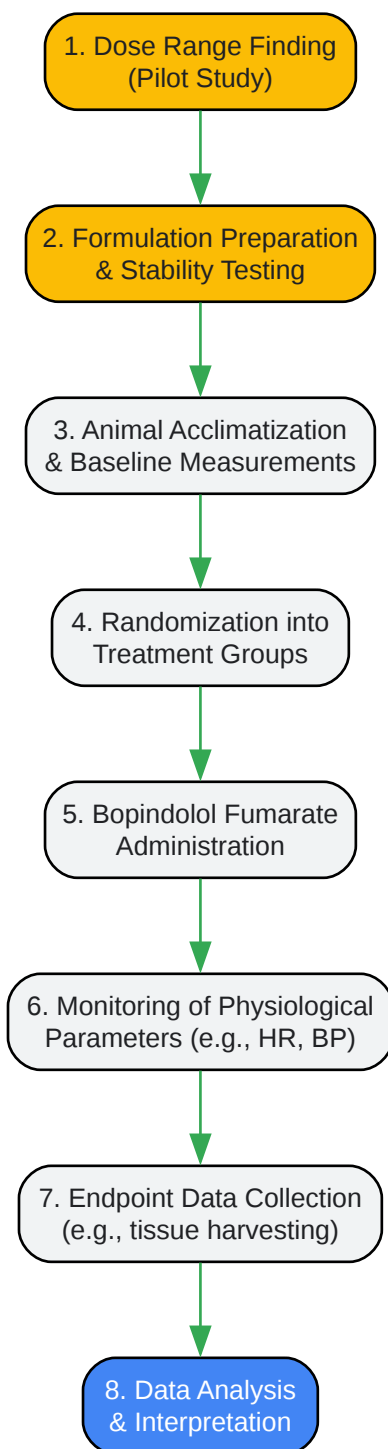 1. Dose Range Finding
(Pilot Study)
2. Formulation Preparation
& Stability Testing
3. Animal Acclimatization
& Baseline Measurements
4. Randomization into
Treatment Groups
5. Bopindolol Fumarate
Administration
6. Monitoring of Physiological
Parameters (e.g., HR, BP)
7. Endpoint Data Collection
(e.g., tissue harvesting)
8. Data Analysis
& Interpretation